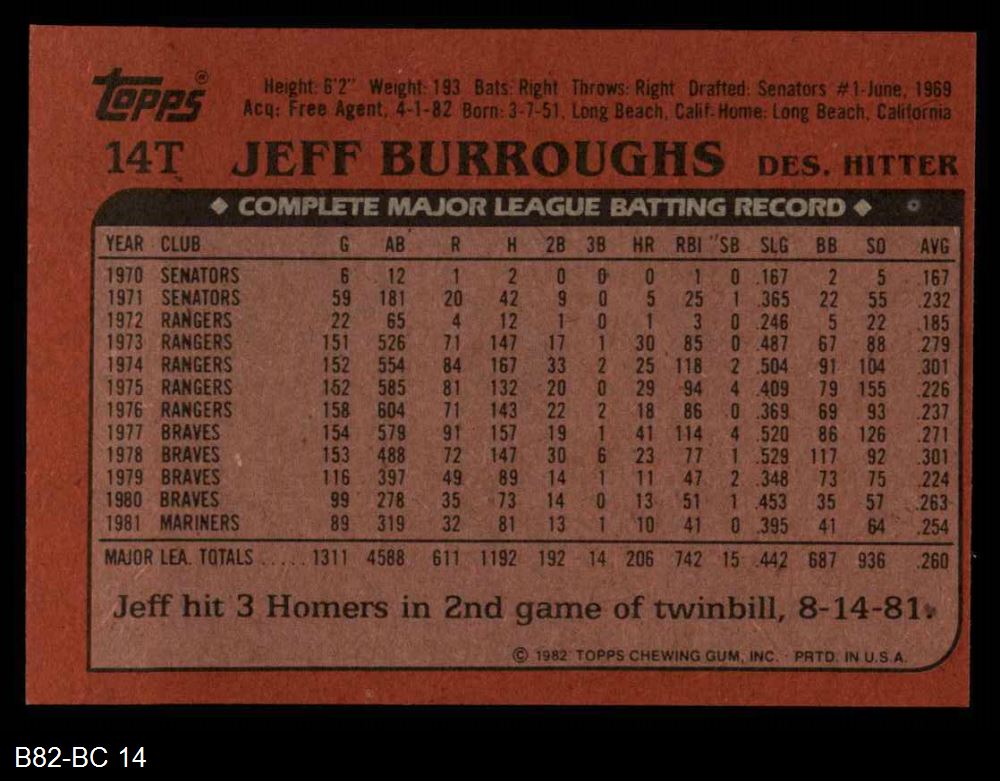 Topps®
Height: 6'2" Weight: 193 Bats: Right Throws: Right Drafted: Senators #1-June, 1969
Acq: Free Agent, 4-1-82 Born: 3-7-51, Long Beach, Calif. Home: Long Beach, California
14T JEFF BURROUGHS DES. HITTER
◆ COMPLETE MAJOR LEAGUE BATTING RECORD ◆
YEAR CLUB G AB R H 2B 3B HR RBI SB SLG BB SO AVG
1970 SENATORS 6 12 1 2 0 0 0 1 0 .167 2 5 .167
1971 SENATORS 59 181 20 42 9 0 5 25 1 .365 22 55 .232
1972 RANGERS 22 65 4 12 1 0 1 3 0 .246 5 22 .185
1973 RANGERS 151 526 71 147 17 1 30 85 0 .487 67 88 .279
1974 RANGERS 152 554 84 167 33 2 25 118 2 .504 91 104 .301
1975 RANGERS 152 585 81 132 20 0 29 94 4 .409 79 155 .226
1976 RANGERS 158 604 71 143 22 2 18 86 0 .369 69 93 .237
1977 BRAVES 154 579 91 157 19 1 41 114 4 .520 86 126 .271
1978 BRAVES 153 488 72 147 30 6 23 77 1 .529 117 92 .301
1979 BRAVES 116 397 49 89 14 1 11 47 2 .348 73 75 .224
1980 BRAVES 99 278 35 73 14 0 13 51 1 .453 35 57 .263
1981 MARINERS 89 319 32 81 13 1 10 41 0 .395 41 64 .254
MAJOR LEA. TOTALS ..... 1311 4588 611 1192 192 14 206 742 15 .442 687 936 .260
Jeff hit 3 Homers in 2nd game of twinbill, 8-14-81.
© 1982 TOPPS CHEWING GUM, INC. PRTD. IN U.S.A.
B82-BC 14